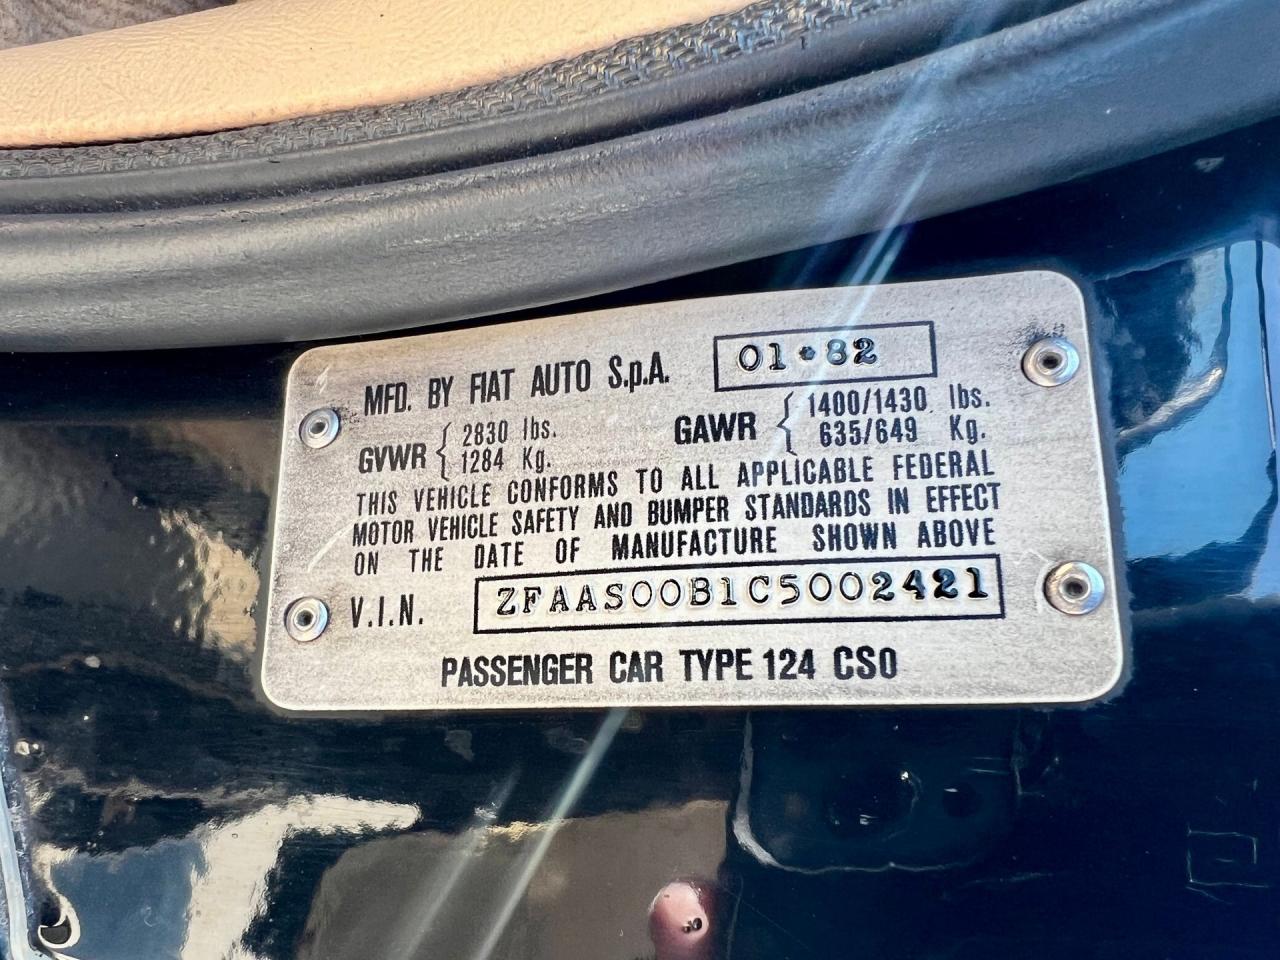 MFD. BY FIAT AUTO S.p.A. 01•82
GVWR { 2830 lbs. GAWR { 1400/1430 lbs.
1284 Kg. 635/649 Kg.
THIS VEHICLE CONFORMS TO ALL APPLICABLE FEDERAL
MOTOR VEHICLE SAFETY AND BUMPER STANDARDS IN EFFECT
ON THE DATE OF MANUFACTURE SHOWN ABOVE
V.I.N. ZFAAS00B1C5002421
PASSENGER CAR TYPE 124 CS0